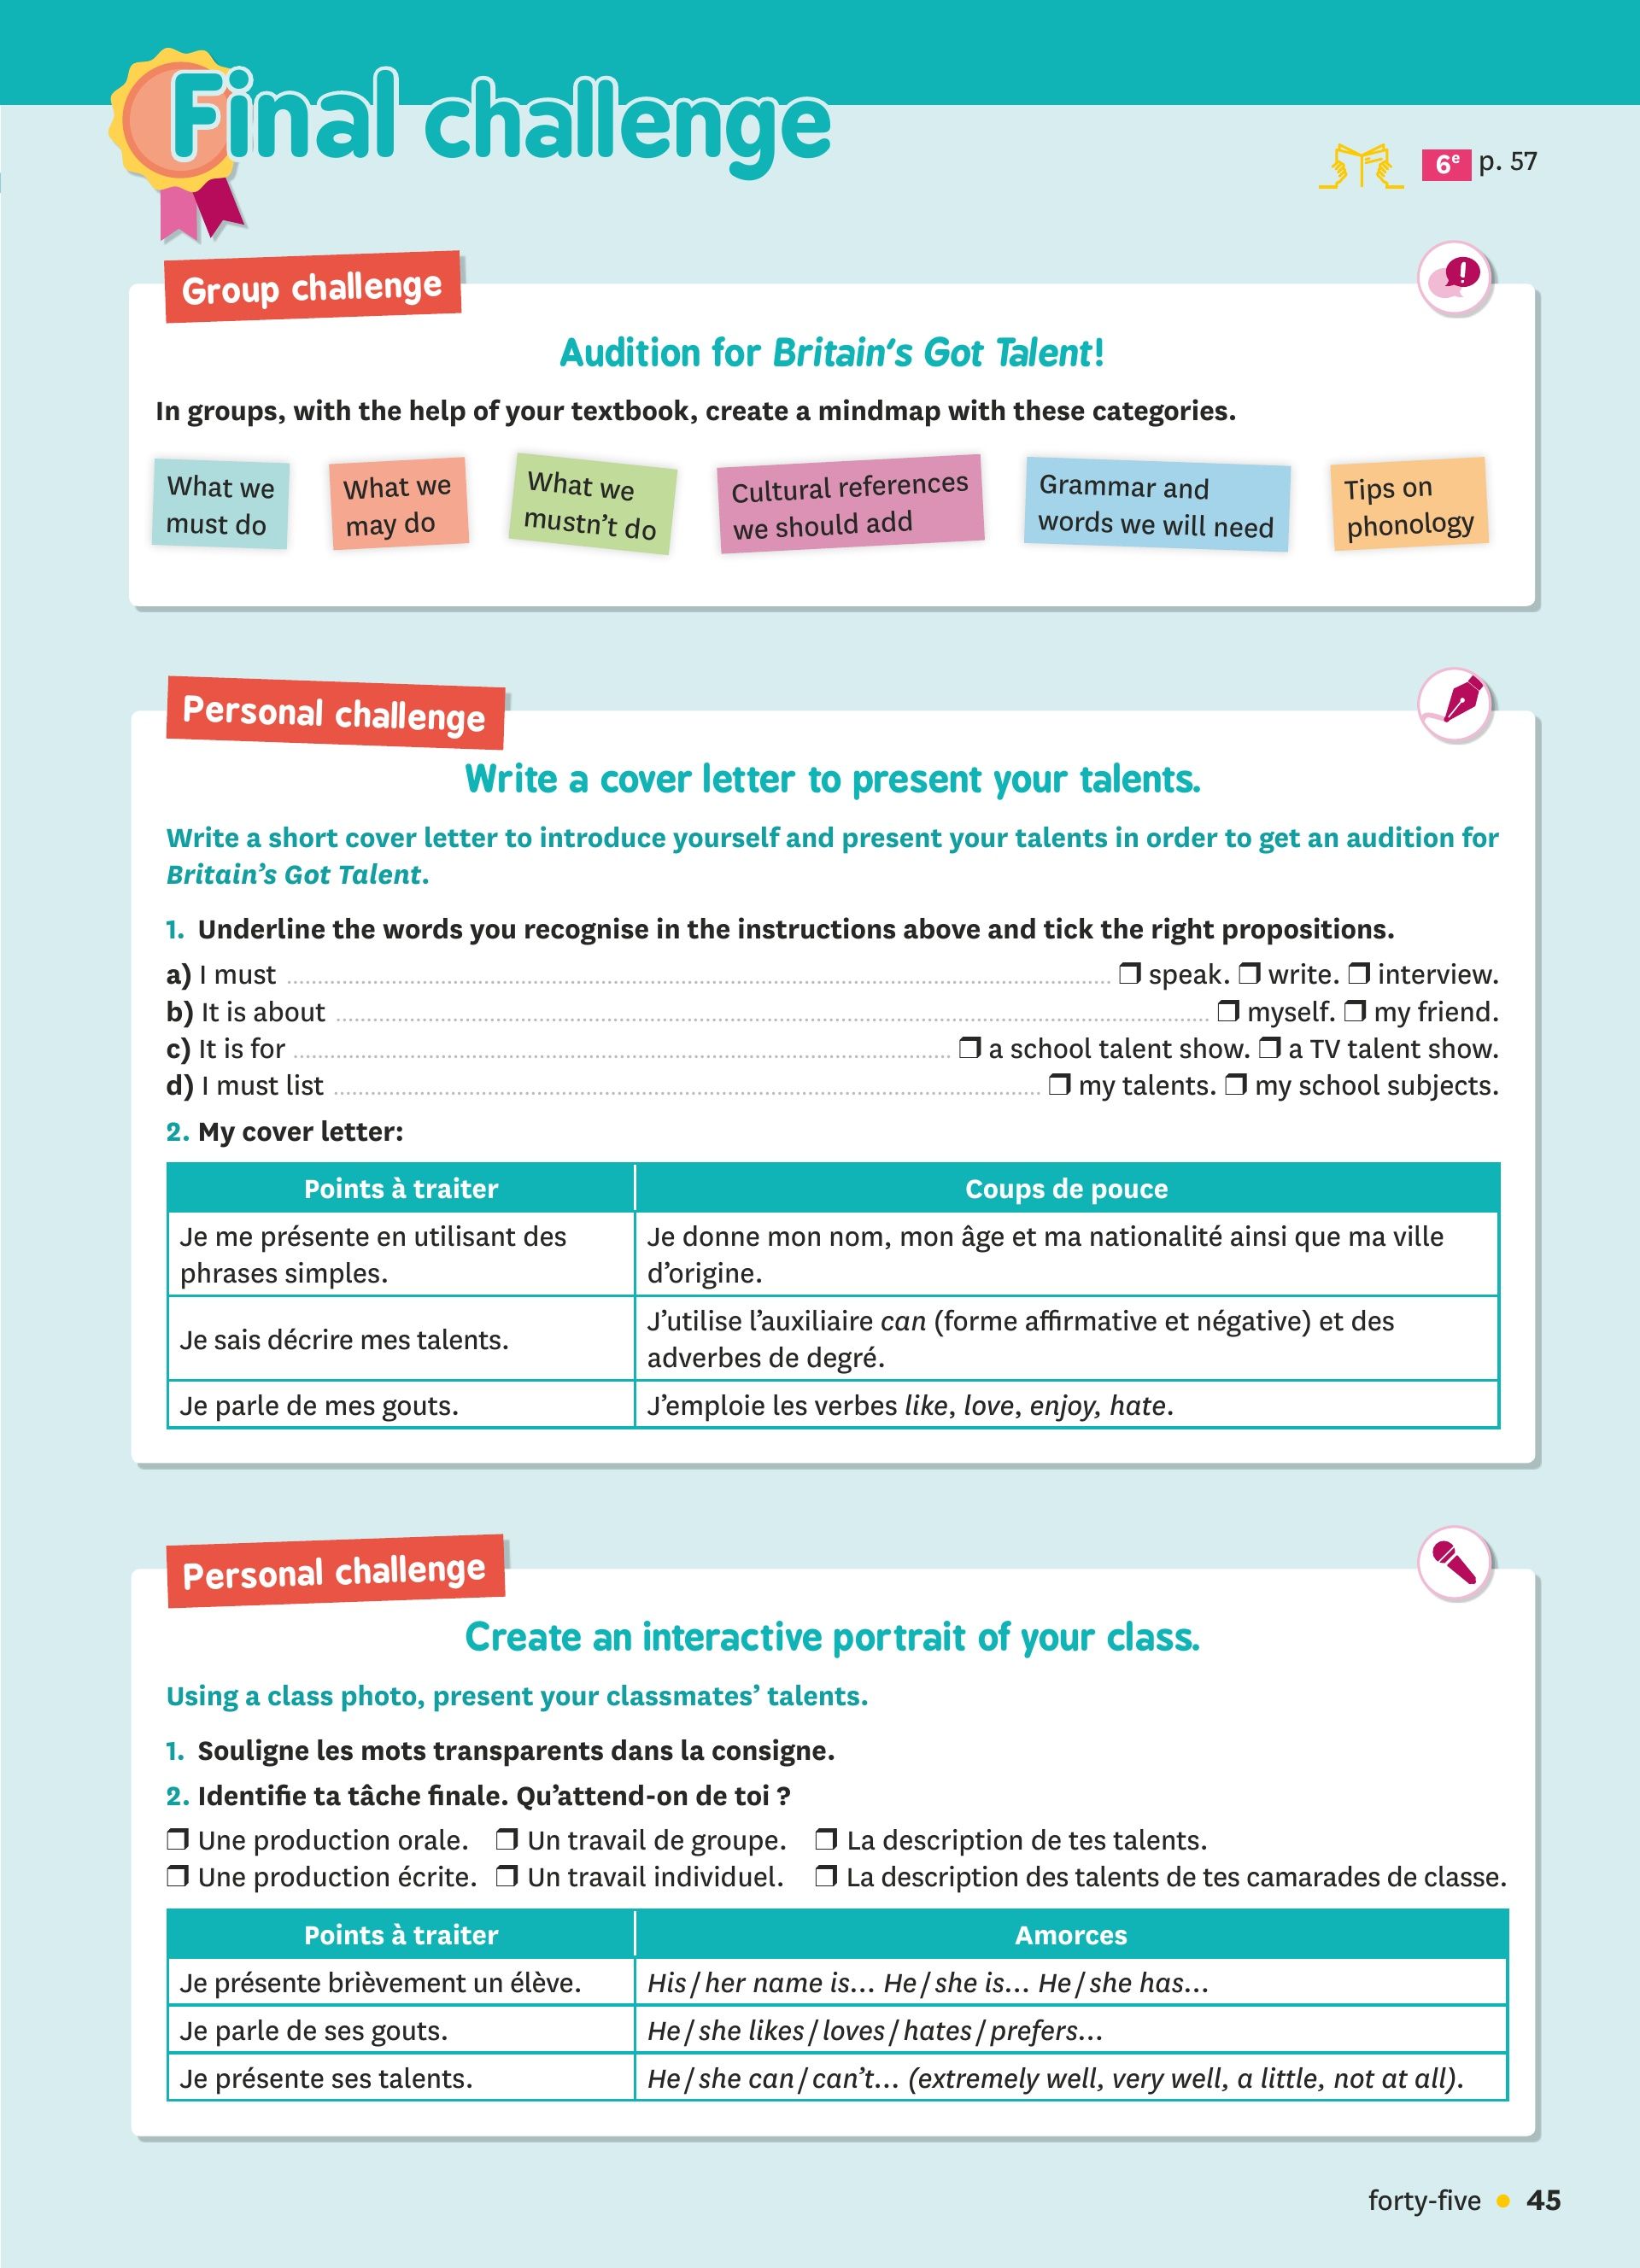 Final challenge
6e p. 57
Group challenge
Audition for Britain's Got Talent!
In groups, with the help of your textbook, create a mindmap with these categories.
What we
must do
What we
may do
What we
mustn't do
Cultural references
we should add
Grammar and
words we will need
Tips on
phonology
Personal challenge
Write a cover letter to present your talents.
Write a short cover letter to introduce yourself and present your talents in order to get an audition for
Britain's Got Talent.
1. Underline the words you recognise in the instructions above and tick the right propositions.
a) I must ........ ❒ speak. ❒ write. ❒ interview.
b) It is about ........ ❒ myself. ❒ my friend.
c) It is for ........ ❒ a school talent show. ❒ a TV talent show.
d) I must list ........ ❒ my talents. ❒ my school subjects.
2. My cover letter:
Points à traiter
Coups de pouce
Je me présente en utilisant des
phrases simples.
Je donne mon nom, mon âge et ma nationalité ainsi que ma ville
d'origine.
Je sais décrire mes talents.
J'utilise l'auxiliaire can (forme affirmative et négative) et des
adverbes de degré.
Je parle de mes gouts.
J'emploie les verbes like, love, enjoy, hate.
Personal challenge
Create an interactive portrait of your class.
Using a class photo, present your classmates' talents.
1. Souligne les mots transparents dans la consigne.
2. Identifie ta tâche finale. Qu'attend-on de toi ?
❒ Une production orale. ❒ Un travail de groupe. ❒ La description de tes talents.
❒ Une production écrite. ❒ Un travail individuel. ❒ La description des talents de tes camarades de classe.
Points à traiter
Amorces
Je présente brièvement un élève.
His / her name is... He / she is... He / she has...
Je parle de ses gouts.
He / she likes / loves / hates / prefers...
Je présente ses talents.
He / she can / can't... (extremely well, very well, a little, not at all).
forty-five • 45